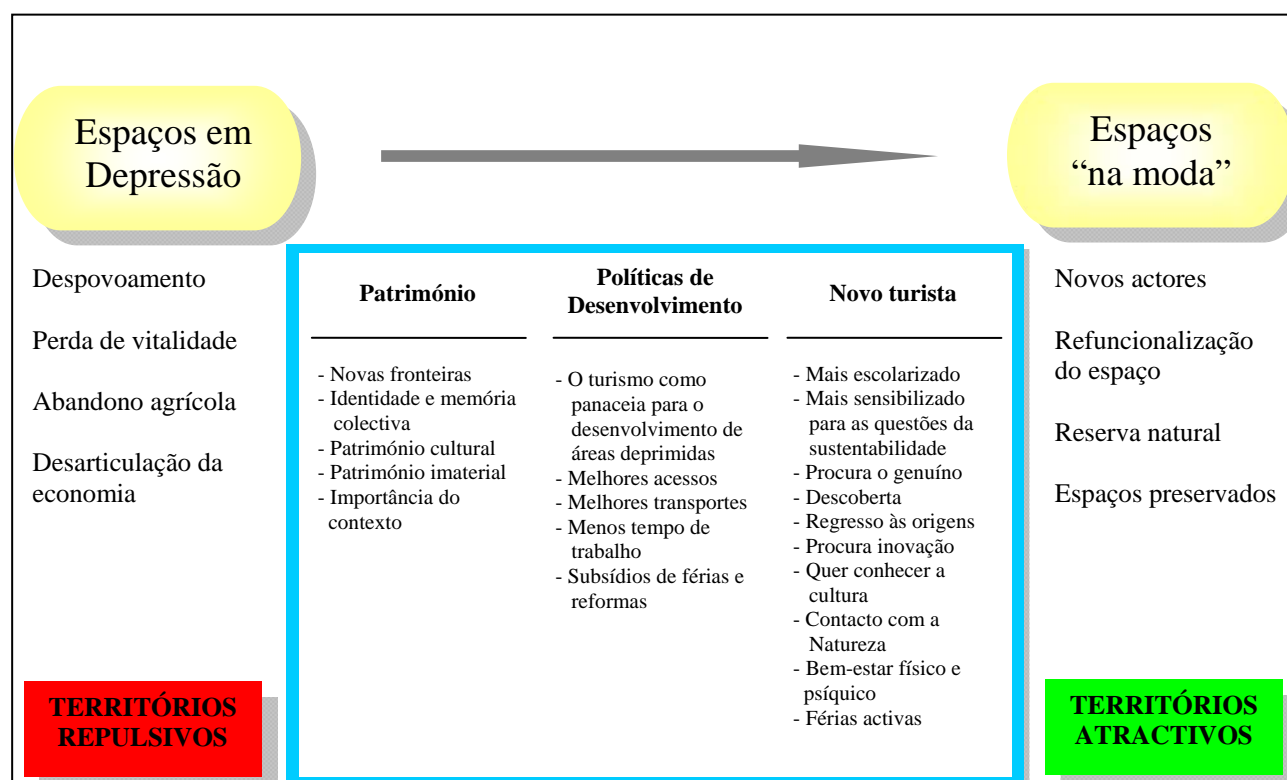 Espaços em
Depressão
Espaços
“na moda”
Despovoamento
Perda de vitalidade
Abandono agrícola
Desarticulação da
economia
Património
- Novas fronteiras
- Identidade e memória
colectiva
- Património cultural
- Património imaterial
- Importância do
contexto
Políticas de
Desenvolvimento
- O turismo como
panaceia para o
desenvolvimento de
áreas deprimidas
- Melhores acessos
- Melhores transportes
- Menos tempo de
trabalho
- Subsídios de férias e
reformas
Novo turista
- Mais escolarizado
- Mais sensibilizado
para as questões da
sustentabilidade
- Procura o genuíno
- Descoberta
- Regresso às origens
- Procura inovação
- Quer conhecer a
cultura
- Contacto com a
Natureza
- Bem-estar físico e
psíquico
- Férias activas
Novos actores
Refuncionalização
do espaço
Reserva natural
Espaços preservados
TERRITÓRIOS
REPULSIVOS
TERRITÓRIOS
ATRACTIVOS